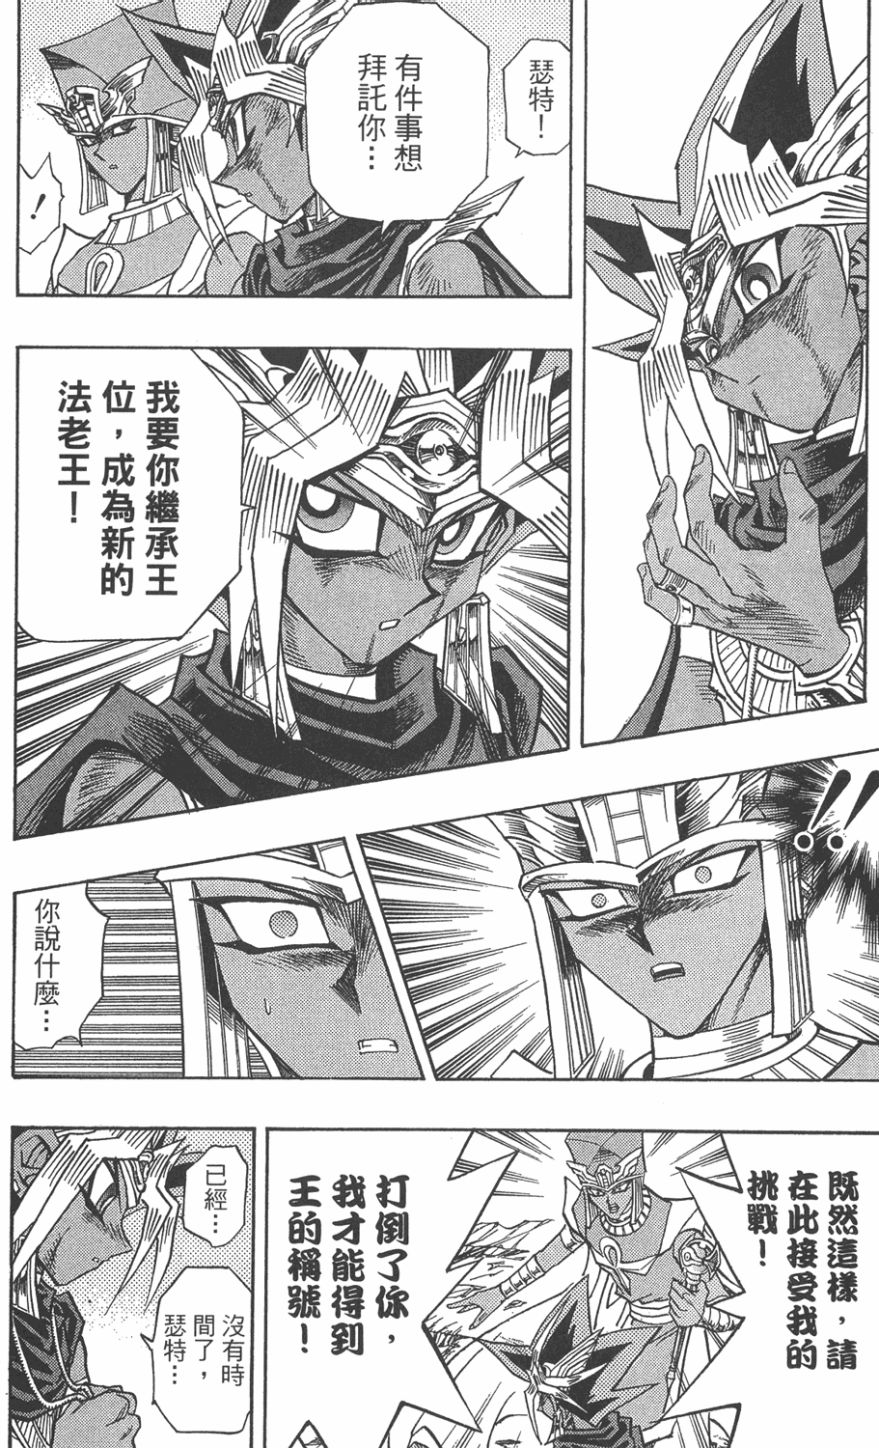 瑟特！
有件事想
拜託你…
！
我要你繼承王
位，成為新的
法老王！
！！
你說什麼…
既然這樣，請
在此接受我的
挑戰！
打倒了你，
我才能得到
王的稱號！
已經…
沒有時
間了，
瑟特…